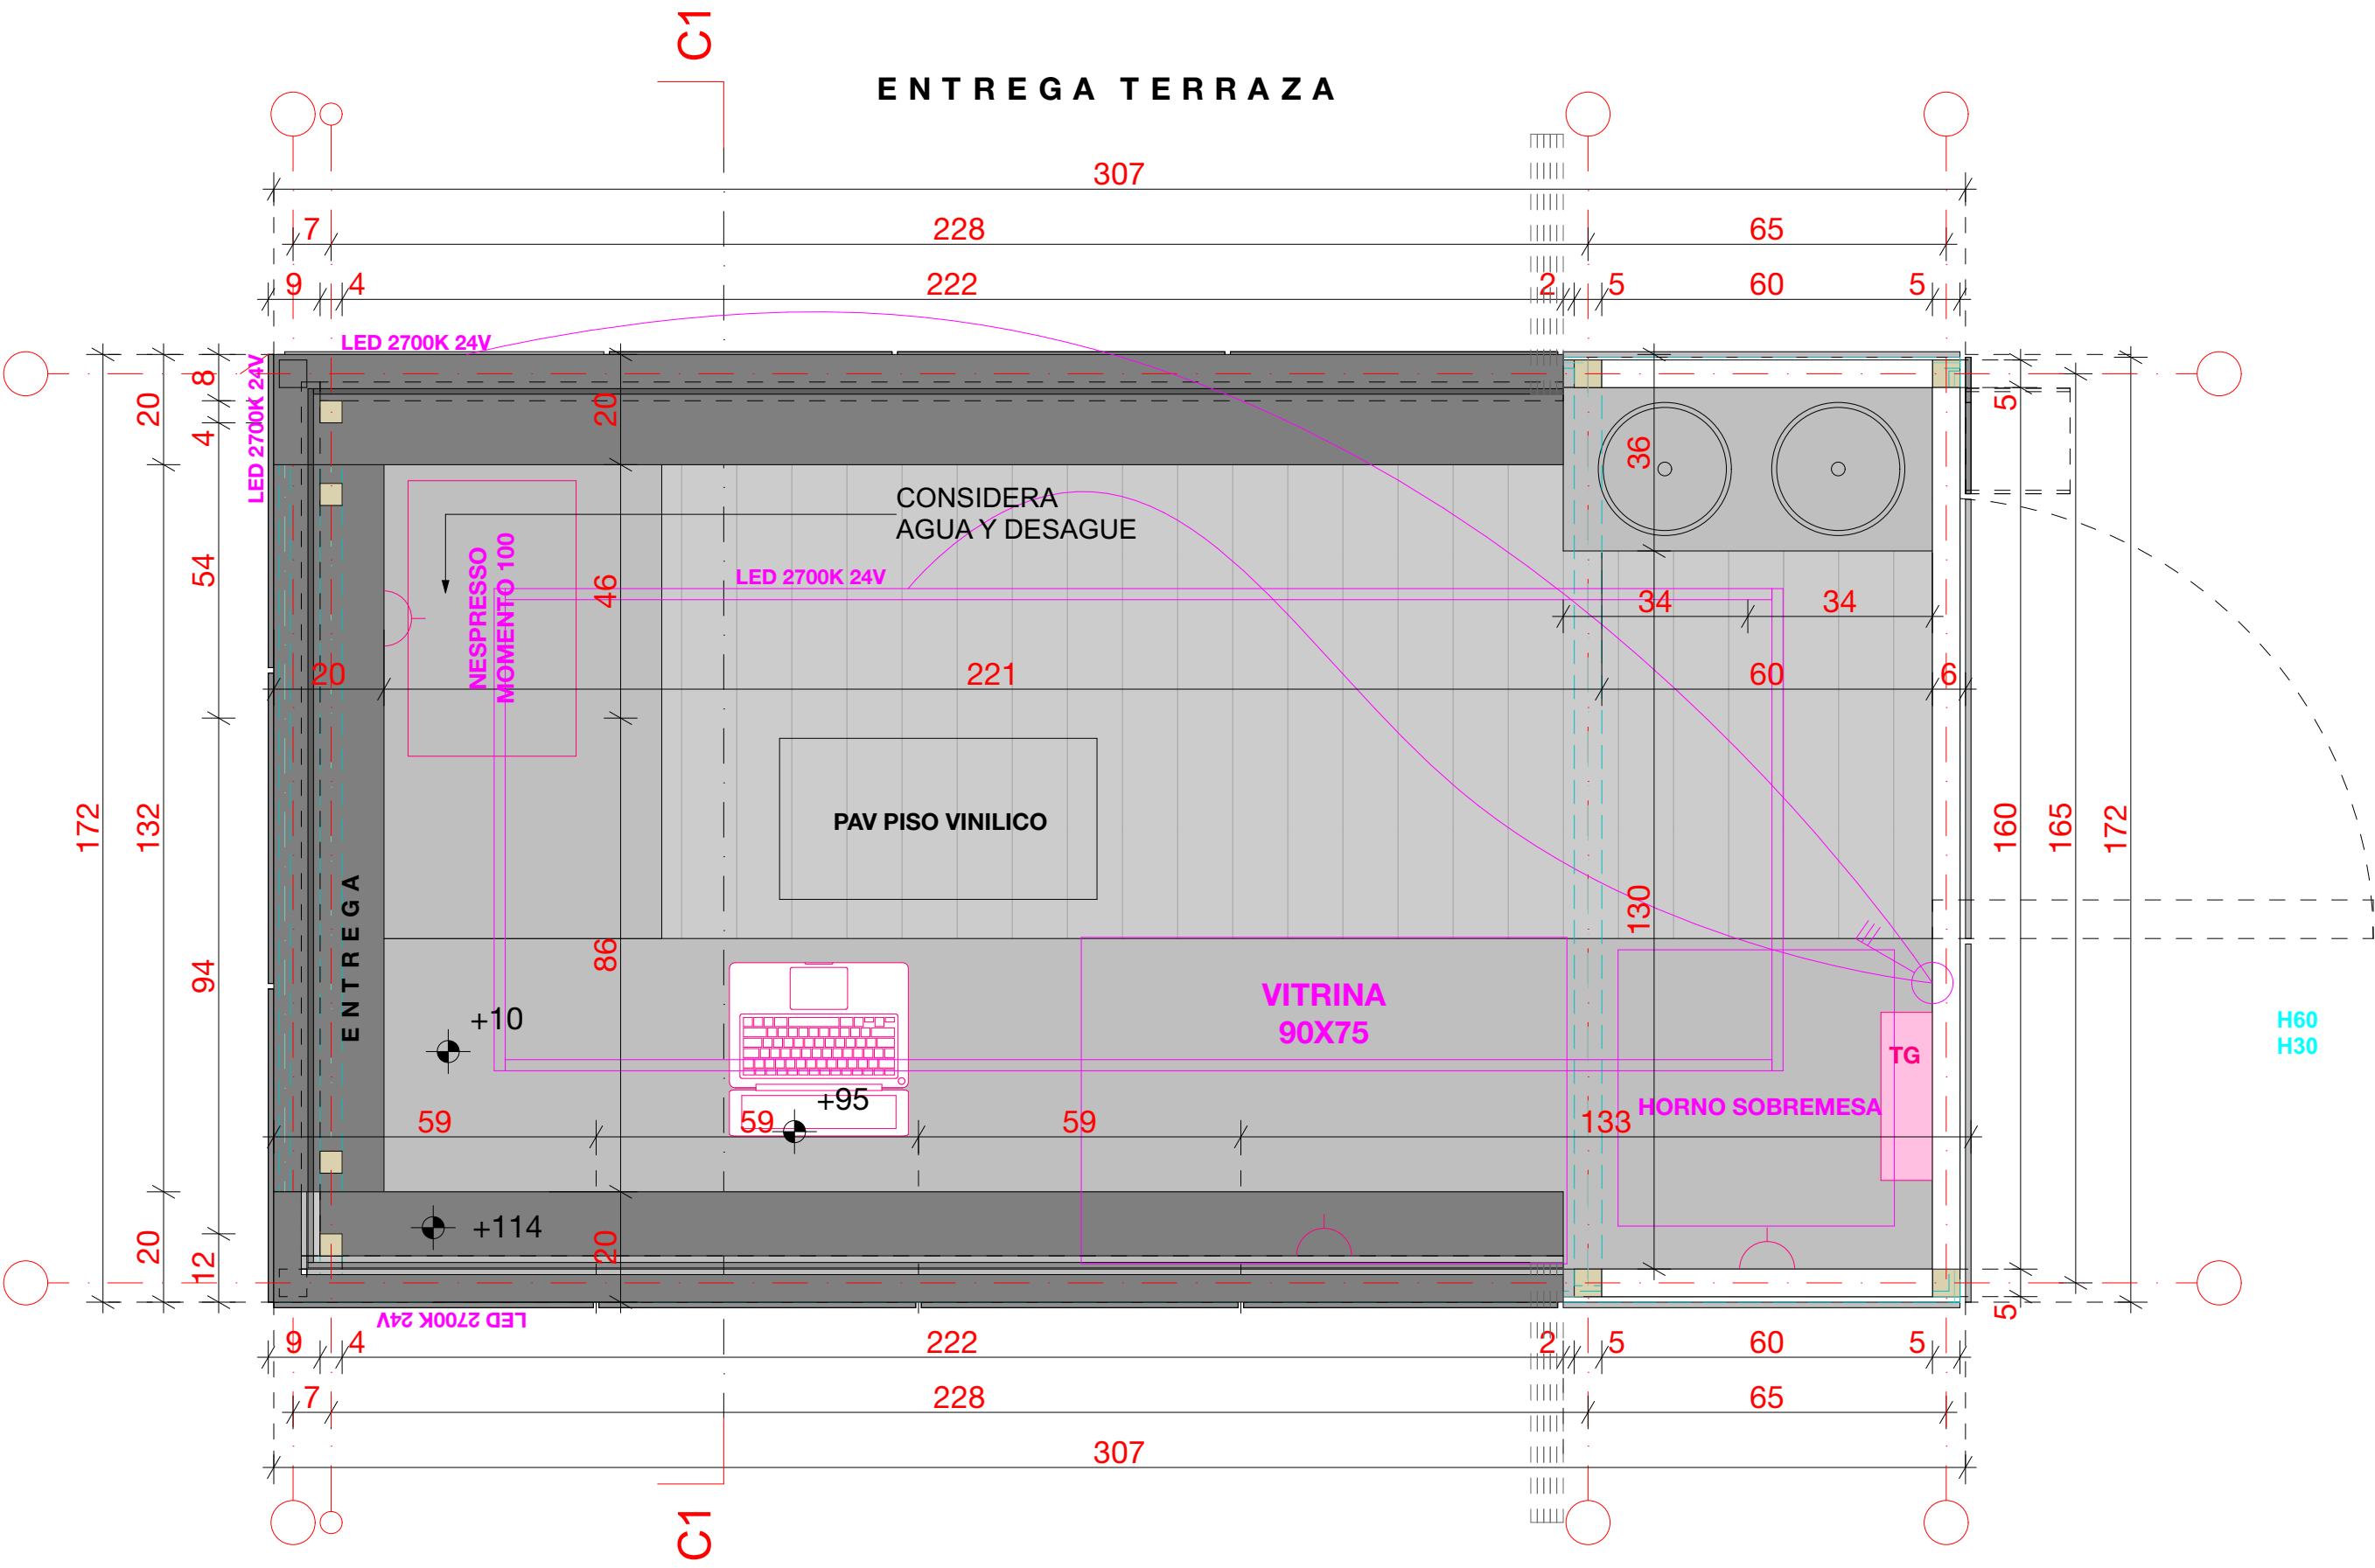 C1
ENTREGA TERRAZA
307
7
228
65
9
4
222
2
5
60
5
LED 2700K 24V
LED 2700K 24V
8
20
4
20
5
36
CONSIDERA
AGUA Y DESAGUE
54
46
NESPRESSO
MOMENTO 100
LED 2700K 24V
34
34
20
221
60
6
172
132
PAV PISO VINILICO
160
165
172
130
ENTREGA
94
86
VITRINA
90X75
+10
H60
H30
TG
+95
HORNO SOBREMESA
59
59
59
133
+114
20
12
20
5
LED 2700K 24V
9
4
222
2
5
60
5
7
228
65
307
C1